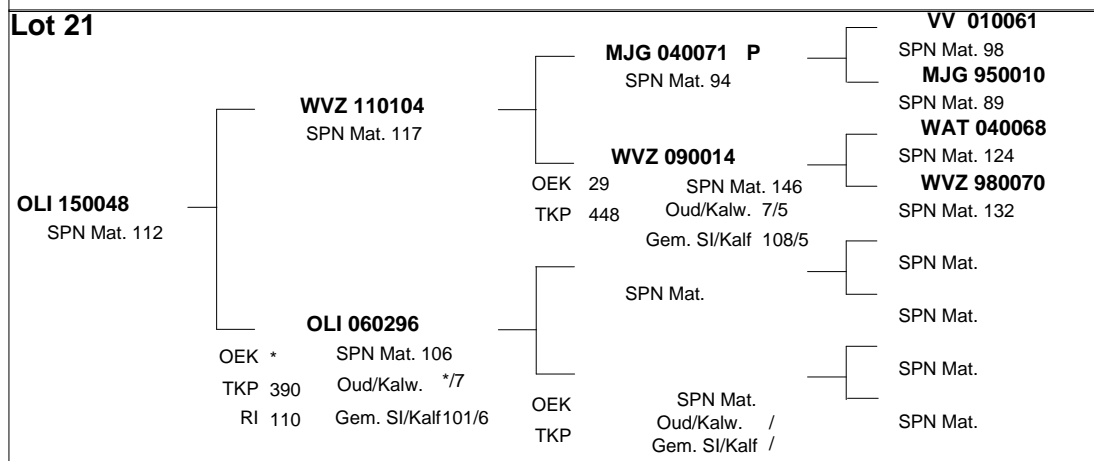 Lot 21
VV 010061
SPN Mat. 98
MJG 040071 P
SPN Mat. 94
MJG 950010
SPN Mat. 89
WVZ 110104
SPN Mat. 117
WAT 040068
SPN Mat. 124
WVZ 090014
OEK 29 SPN Mat. 146
TKP 448 Oud/Kalw. 7/5
Gem. SI/Kalf 108/5
WVZ 980070
SPN Mat. 132
OLI 150048
SPN Mat. 112
SPN Mat.
SPN Mat.
SPN Mat.
OLI 060296
OEK * SPN Mat. 106
TKP 390 Oud/Kalw. */7
RI 110 Gem. SI/Kalf 101/6
SPN Mat.
OEK SPN Mat.
TKP Oud/Kalw. /
Gem. SI/Kalf /
SPN Mat.